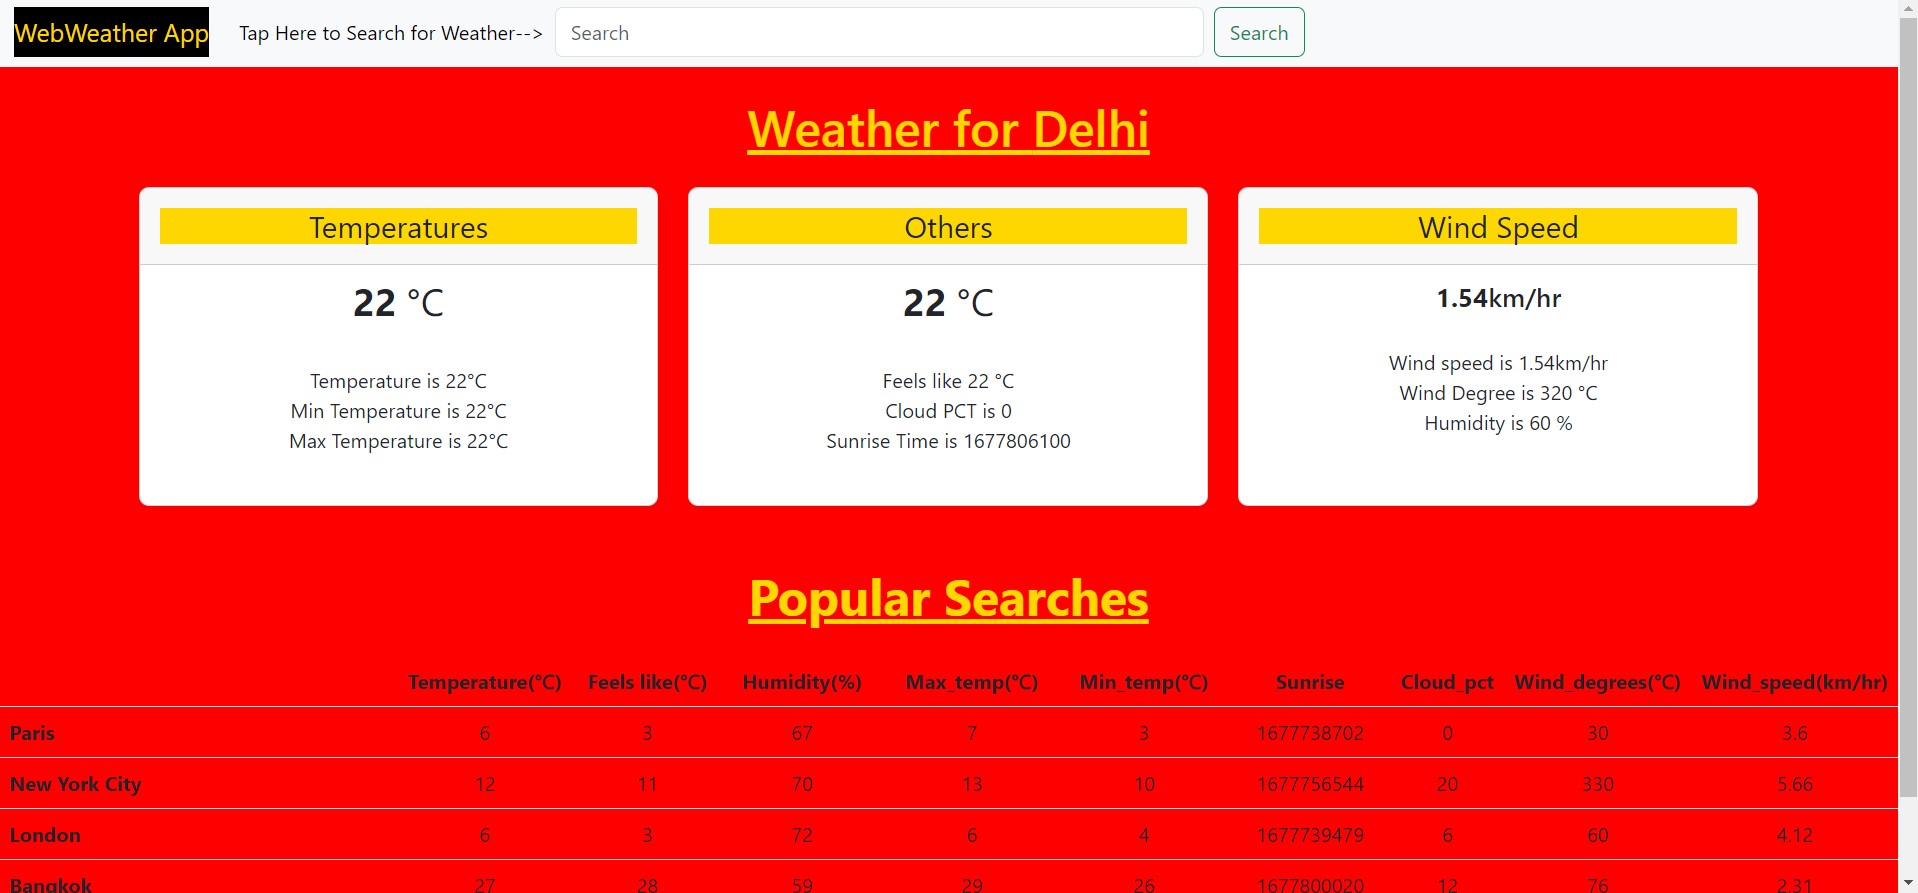 WebWeather App Tap Here to Search for Weather--> Search Search
Weather for Delhi
Temperatures
22 °C
Temperature is 22°C
Min Temperature is 22°C
Max Temperature is 22°C
Others
22 °C
Feels like 22 °C
Cloud PCT is 0
Sunrise Time is 1677806100
Wind Speed
1.54km/hr
Wind speed is 1.54km/hr
Wind Degree is 320 °C
Humidity is 60 %
Popular Searches
Temperature(°C) Feels like(°C) Humidity(%) Max_temp(°C) Min_temp(°C) Sunrise Cloud_pct Wind_degrees(°C) Wind_speed(km/hr)
Paris 6 3 67 7 3 1677738702 0 30 3.6
New York City 12 11 70 13 10 1677756544 20 330 5.66
London 6 3 72 6 4 1677739479 6 60 4.12
Bangkok 27 28 59 29 26 1677800020 12 76 2.31